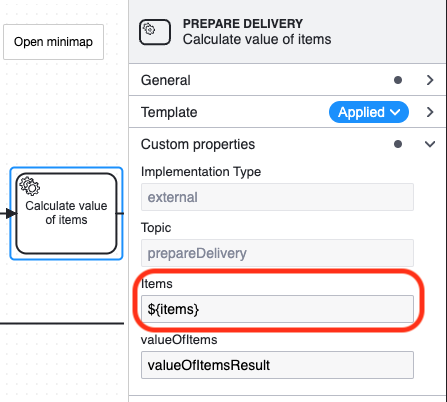 Open minimap
Calculate value
of items
PREPARE DELIVERY
Calculate value of items
General
Template
Applied
Custom properties
Implementation Type
external
Topic
prepareDelivery
Items
${items}
valueOfItems
valueOfItemsResult